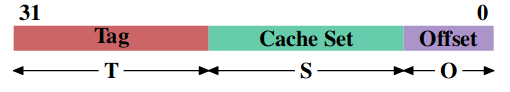 31 0
Tag Cache Set Offset
T S O